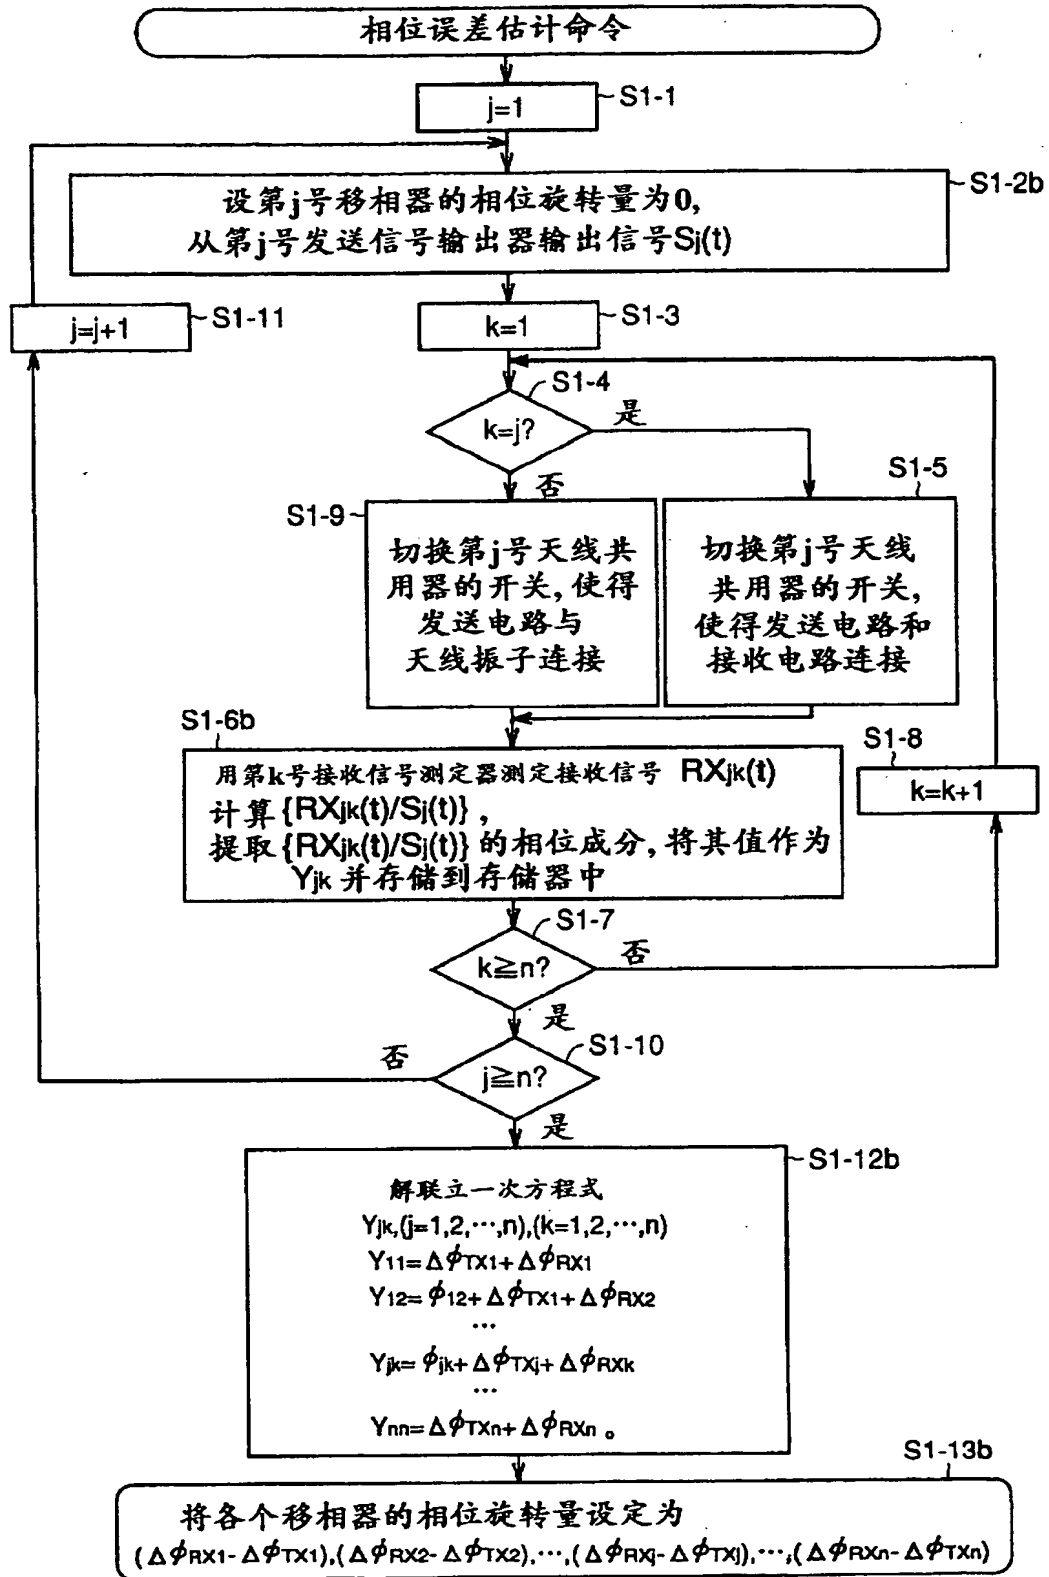 相位误差估计命令
j=1
S1-1
设第j号移相器的相位旋转量为0,
从第j号发送信号输出器输出信号Sj(t)
S1-2b
j=j+1
S1-11
k=1
S1-3
k=j?
S1-4
是
否
S1-9
切换第j号天线共
用器的开关,使得
发送电路与
天线振子连接
S1-5
切换第j号天线
共用器的开关,
使得发送电路和
接收电路连接
S1-6b
用第k号接收信号测定器测定接收信号 RXjk(t)
计算{RXjk(t)/Sj(t)},
提取{RXjk(t)/Sj(t)}的相位成分,将其值作为
Yjk 并存储到存储器中
S1-8
k=k+1
S1-7
k≧n?
否
是
S1-10
j≧n?
否
是
S1-12b
解联立一次方程式
Yjk,(j=1,2,⋯,n),(k=1,2,⋯,n)
Y11=ΔϕTX1+ΔϕRX1
Y12=ϕ12+ΔϕTX1+ΔϕRX2
⋯
Yjk=ϕjk+ΔϕTXj+ΔϕRXk
⋯
Ynn=ΔϕTXn+ΔϕRXn。
S1-13b
将各个移相器的相位旋转量设定为
(ΔϕRX1-ΔϕTX1),(ΔϕRX2-ΔϕTX2),⋯,(ΔϕRXj-ΔϕTXj),⋯,(ΔϕRXn-ΔϕTXn)